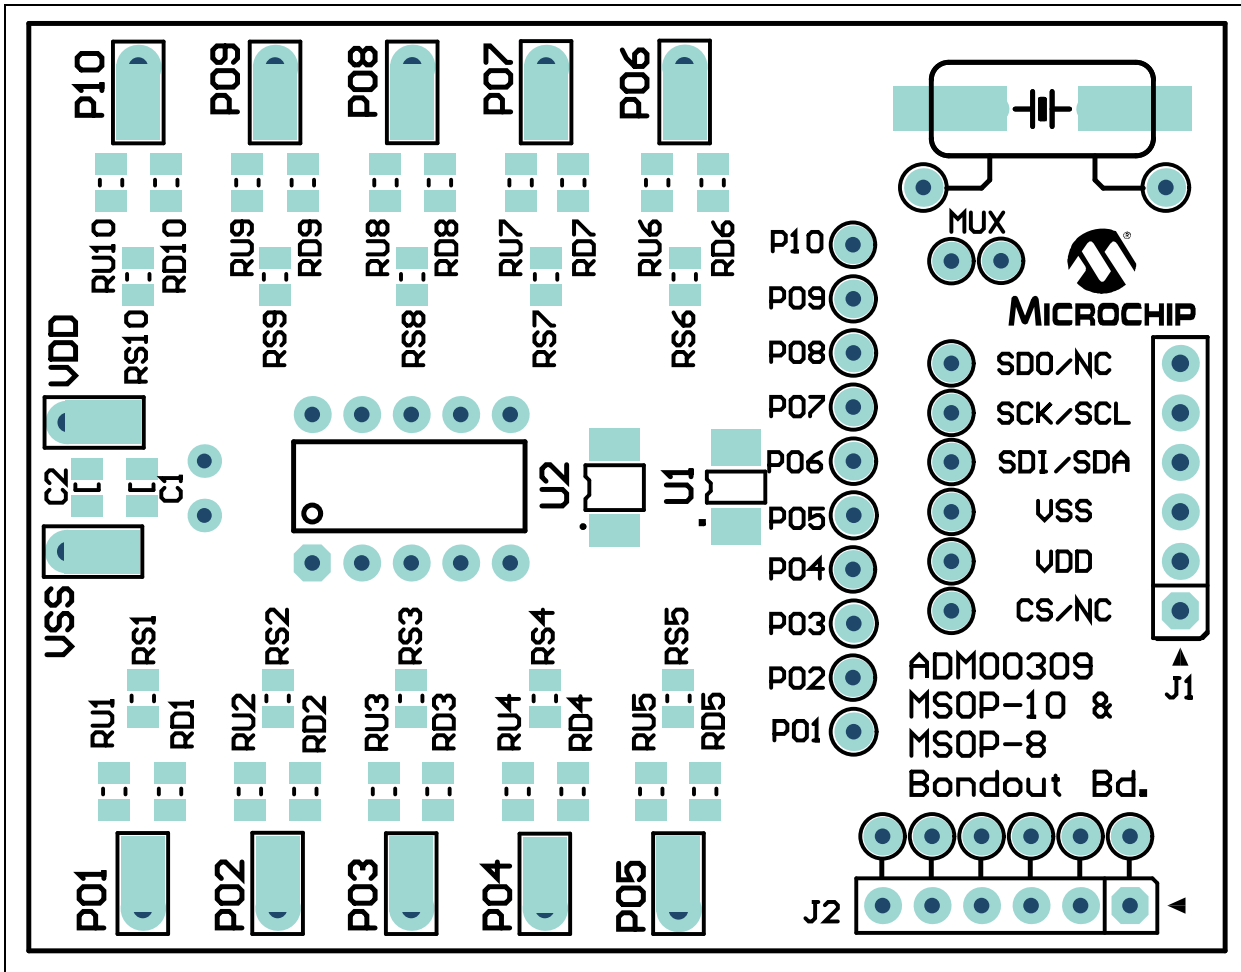 P10
P09
P08
P07
P06
RU10
RD10
RU9
RD9
RU8
RD8
RU7
RD7
RU6
RD6
RS10
RS9
RS8
RS7
RS6
MUX
®
MICROCHIP
P10
P09
P08
P07
P06
P05
P04
P03
P02
P01
SDO/NC
SCK/SCL
SDI/SDA
VSS
VDD
CS/NC
J1
VDD
C2
C1
VSS
U2
U1
RS1
RS2
RS3
RS4
RS5
RU1
RD1
RU2
RD2
RU3
RD3
RU4
RD4
RU5
RD5
ADM00309
MSOP-10 &
MSOP-8
Bondout Bd.
P01
P02
P03
P04
P05
J2